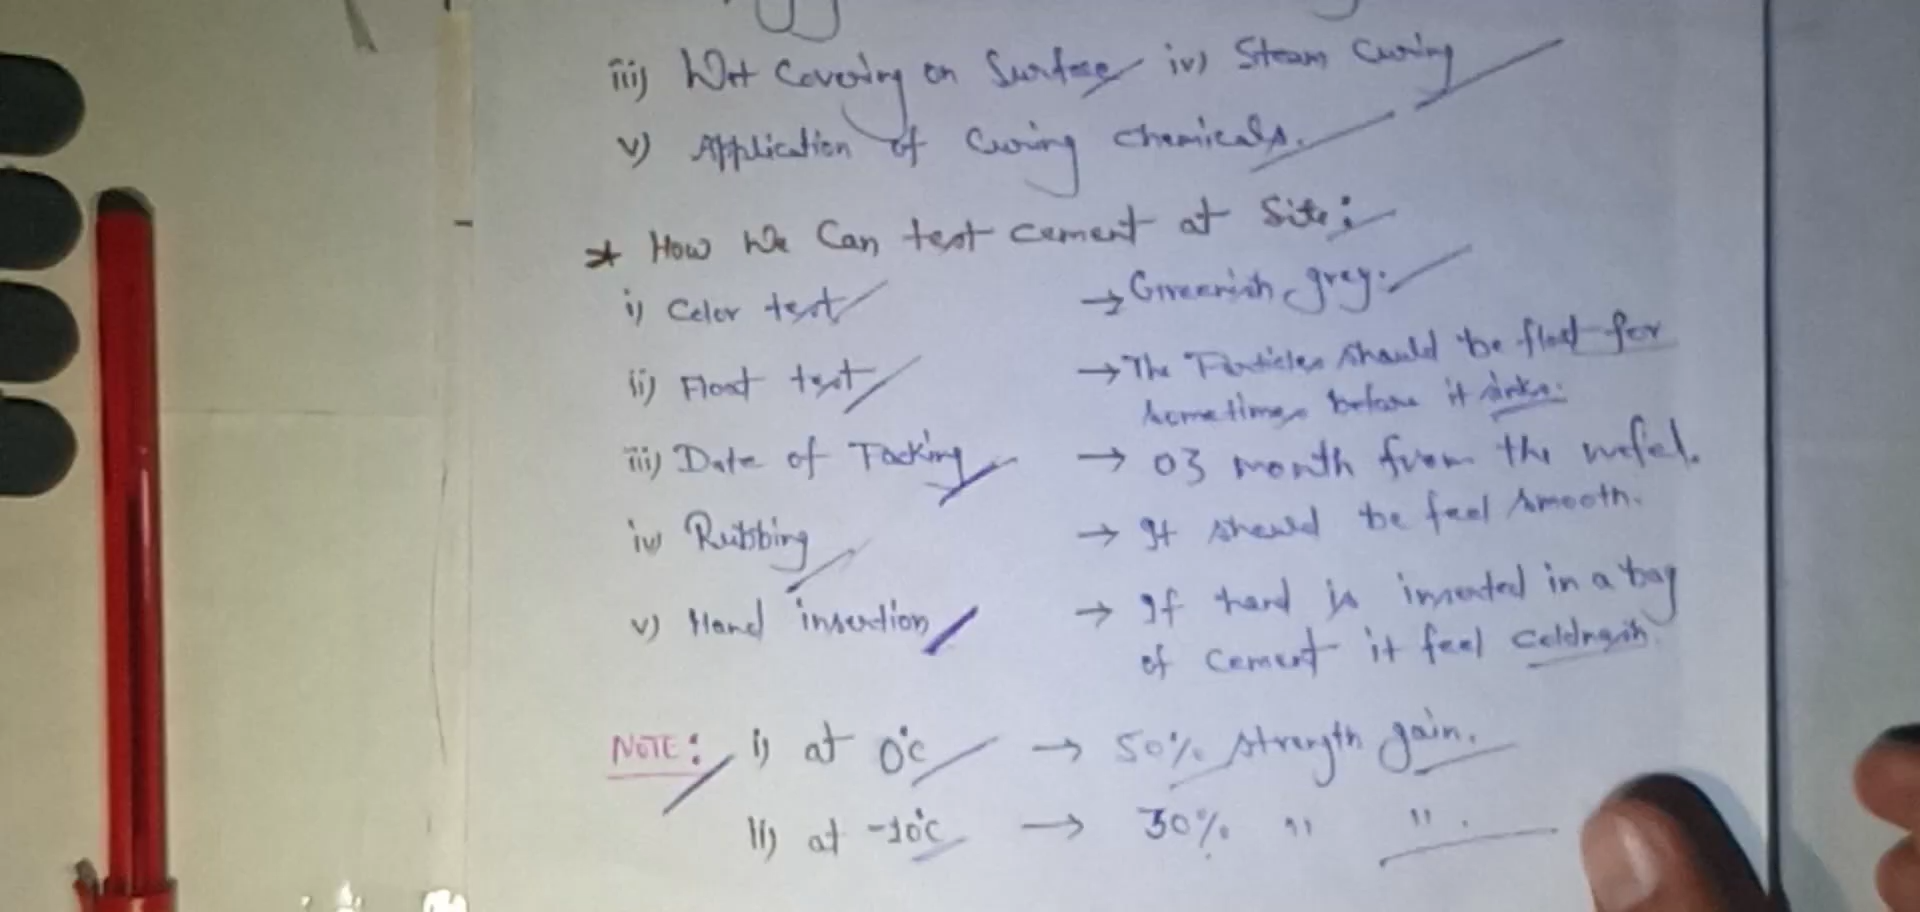 iii) Wet Covering on Surface iv) Steam Curing
v) Application of Curing chemicals.
* How we Can test cement at Site:
i) Color test → Greenish grey.
ii) Float test → The Particles should be float for
sometimes before it sinks.
iii) Date of Packing → 03 month from the
iv) Rubbing → It should be feel smooth.
v) Hand insertion → If hand is inserted in a bag
of cement it feel
NOTE: i) at 0°c → 50% strength gain.
ii) at -10°c → 30% " " .